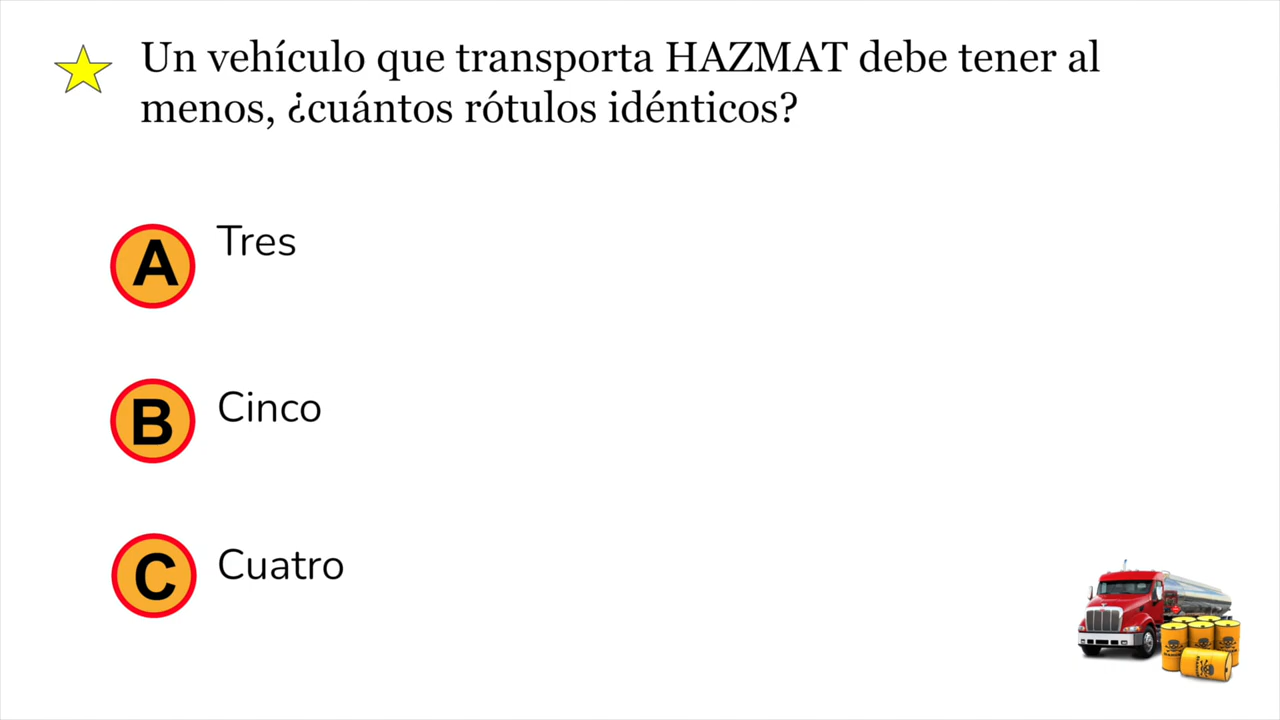 Un vehículo que transporta HAZMAT debe tener al
menos, ¿cuántos rótulos idénticos?
A Tres
B Cinco
C Cuatro